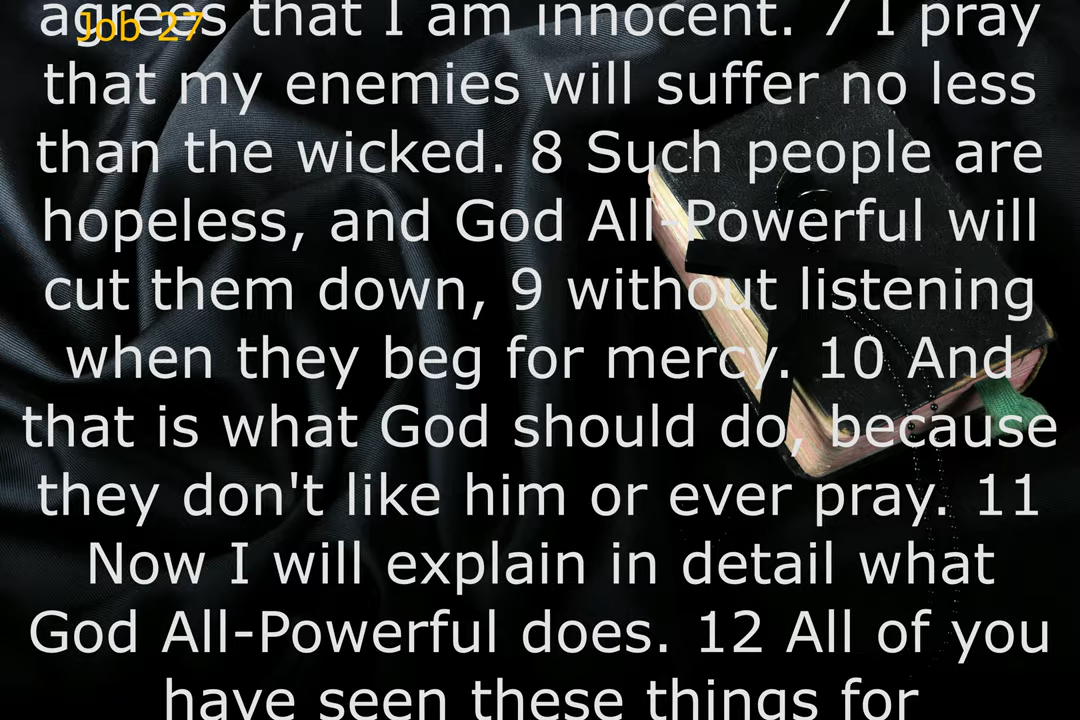 Job 27
agrees that I am innocent. 7 I pray
that my enemies will suffer no less
than the wicked. 8 Such people are
hopeless, and God All-Powerful will
cut them down, 9 without listening
when they beg for mercy. 10 And
that is what God should do, because
they don't like him or ever pray. 11
Now I will explain in detail what
God All-Powerful does. 12 All of you
have seen these things for